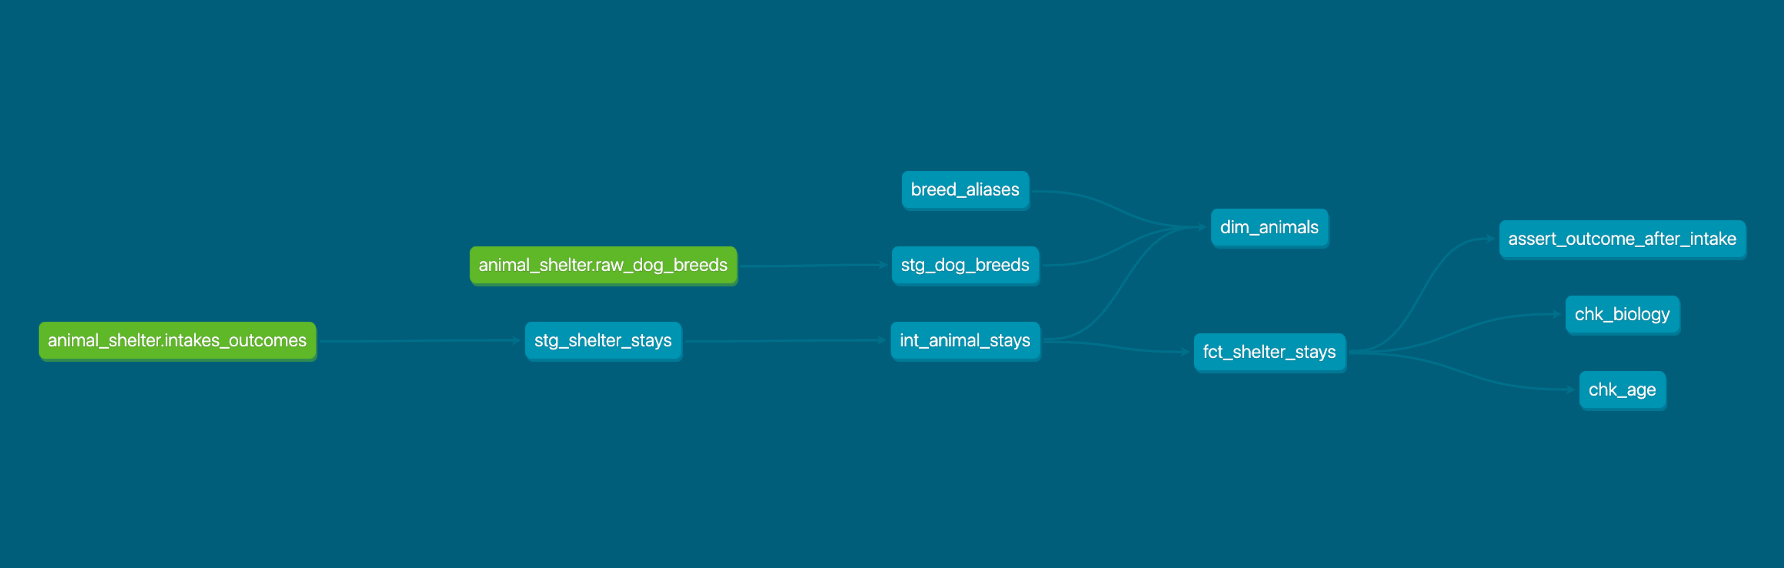 breed_aliases
dim_animals
assert_outcome_after_intake
animal_shelter.raw_dog_breeds
stg_dog_breeds
chk_biology
animal_shelter.intakes_outcomes
stg_shelter_stays
int_animal_stays
fct_shelter_stays
chk_age